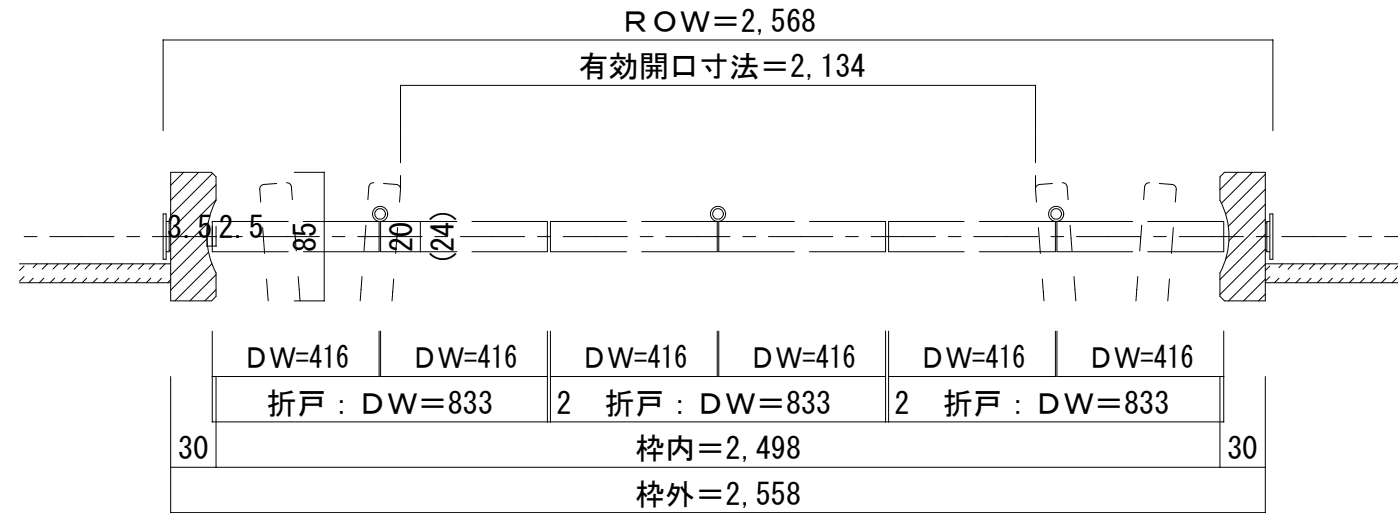 ROW=2,568
有効開口寸法=2,134
3.5 2.5 85 20 (24)
DW=416 DW=416 DW=416 DW=416 DW=416 DW=416
折戸:DW=833 2 折戸:DW=833 2 折戸:DW=833
30 枠内=2,498 30
枠外=2,558